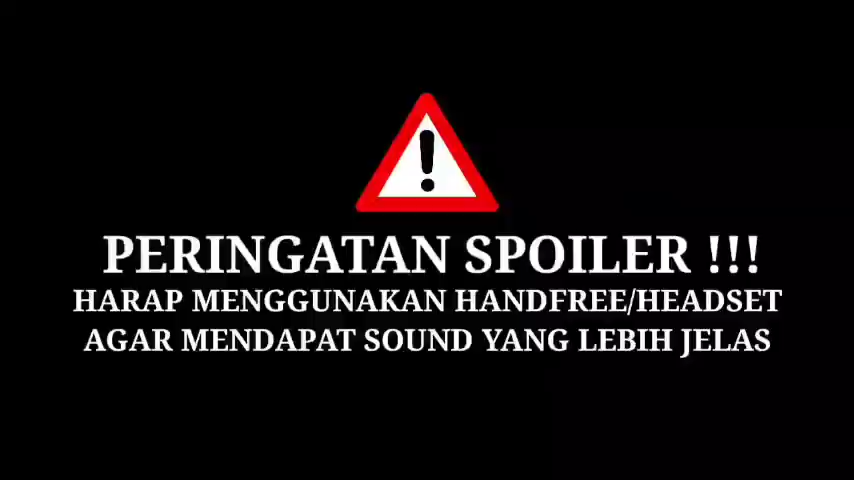 PERINGATAN SPOILER !!!
HARAP MENGGUNAKAN HANDFREE/HEADSET
AGAR MENDAPAT SOUND YANG LEBIH JELAS